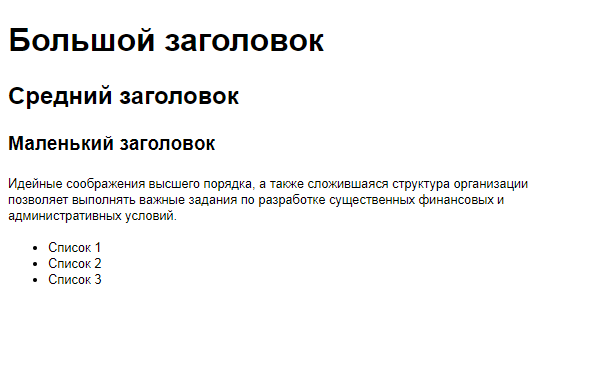 Большой заголовок
Средний заголовок
Маленький заголовок
Идейные соображения высшего порядка, а также сложившаяся структура организации
позволяет выполнять важные задания по разработке существенных финансовых и
административных условий.
• Список 1
• Список 2
• Список 3